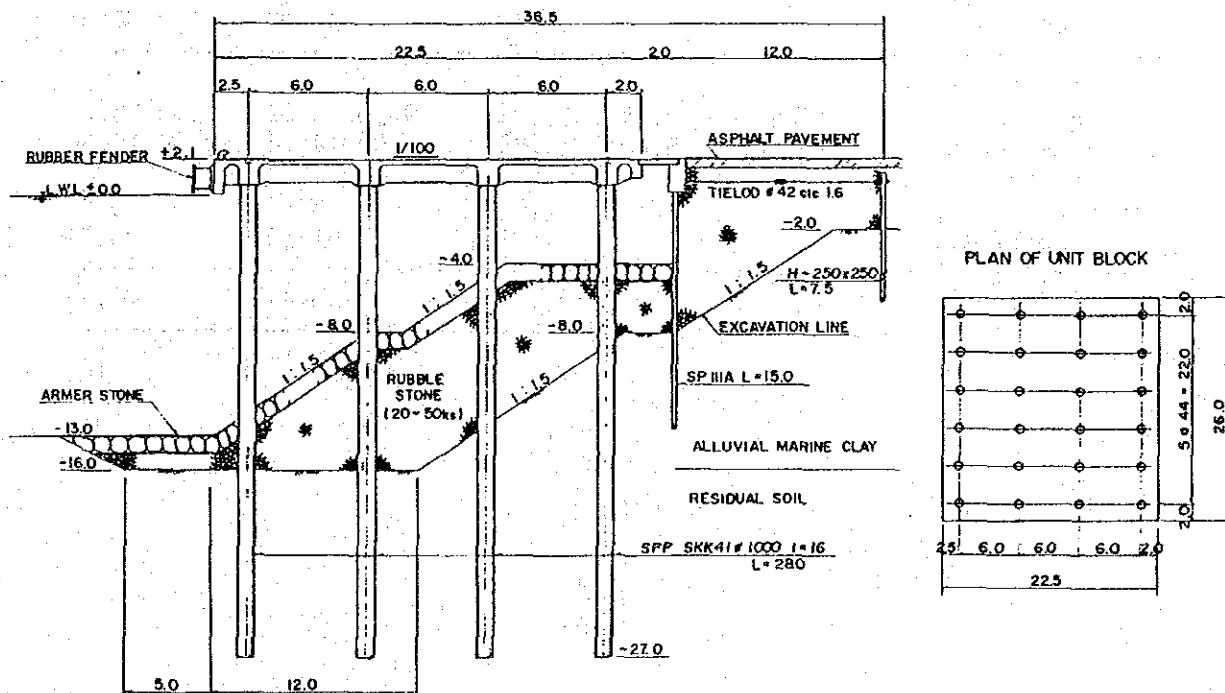 36.5
22.5 2.0 12.0
2.5 6.0 6.0 6.0 2.0
ASPHALT PAVEMENT
RUBBER FENDER +2.1 1/100
L.W.L ±0.0
TIELOD ø 42 ctc 1.6
-2.0
PLAN OF UNIT BLOCK
-4.0
1 : 1.5
1 : 1.5
H-250x250
L=7.5
-8.0
-8.0
EXCAVATION LINE
1 : 1.5
1 : 1.5
RUBBLE
STONE
(20~50ks)
SP IIIA L=15.0
ARMER STONE
-13.0
-16.0
ALLUVIAL MARINE CLAY
RESIDUAL SOIL
SPP SKK41 ø 1000 t=16
L=28.0
-27.0
5.0 12.0
2.0
5 @ 4.4 = 22.0
26.0
2.0
2.5 6.0 6.0 6.0 2.0
22.5